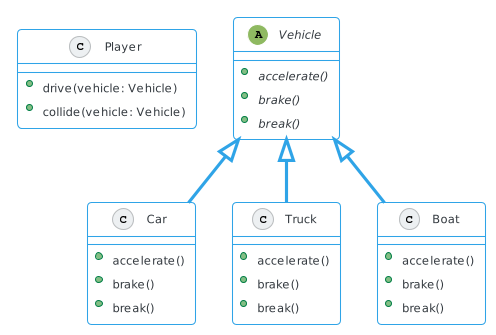 C Player
drive(vehicle: Vehicle)
collide(vehicle: Vehicle)
A Vehicle
accelerate()
brake()
break()
C Car
accelerate()
brake()
break()
C Truck
accelerate()
brake()
break()
C Boat
accelerate()
brake()
break()